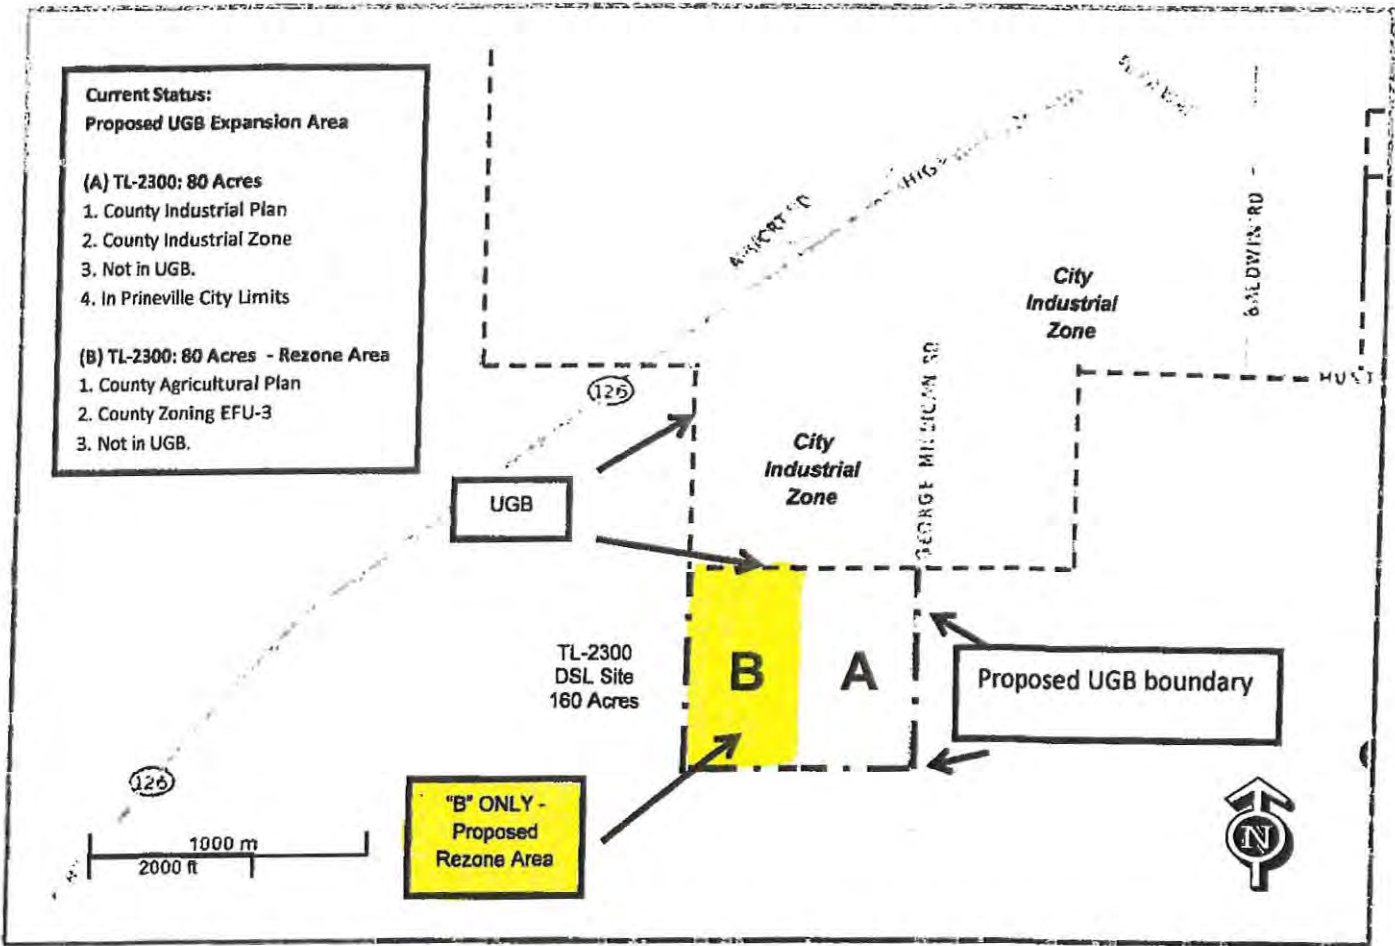 Current Status:
Proposed UGB Expansion Area
(A) TL-2300: 80 Acres
1. County Industrial Plan
2. County Industrial Zone
3. Not in UGB.
4. In Prineville City Limits
(B) TL-2300: 80 Acres - Rezone Area
1. County Agricultural Plan
2. County Zoning EFU-3
3. Not in UGB.
BALDWIN RD
City
Industrial
Zone
126
City
Industrial
Zone
UGB
TL-2300
DSL Site
160 Acres
B
A
Proposed UGB boundary
126
"B" ONLY -
Proposed
Rezone Area
1000 m
2000 ft
N